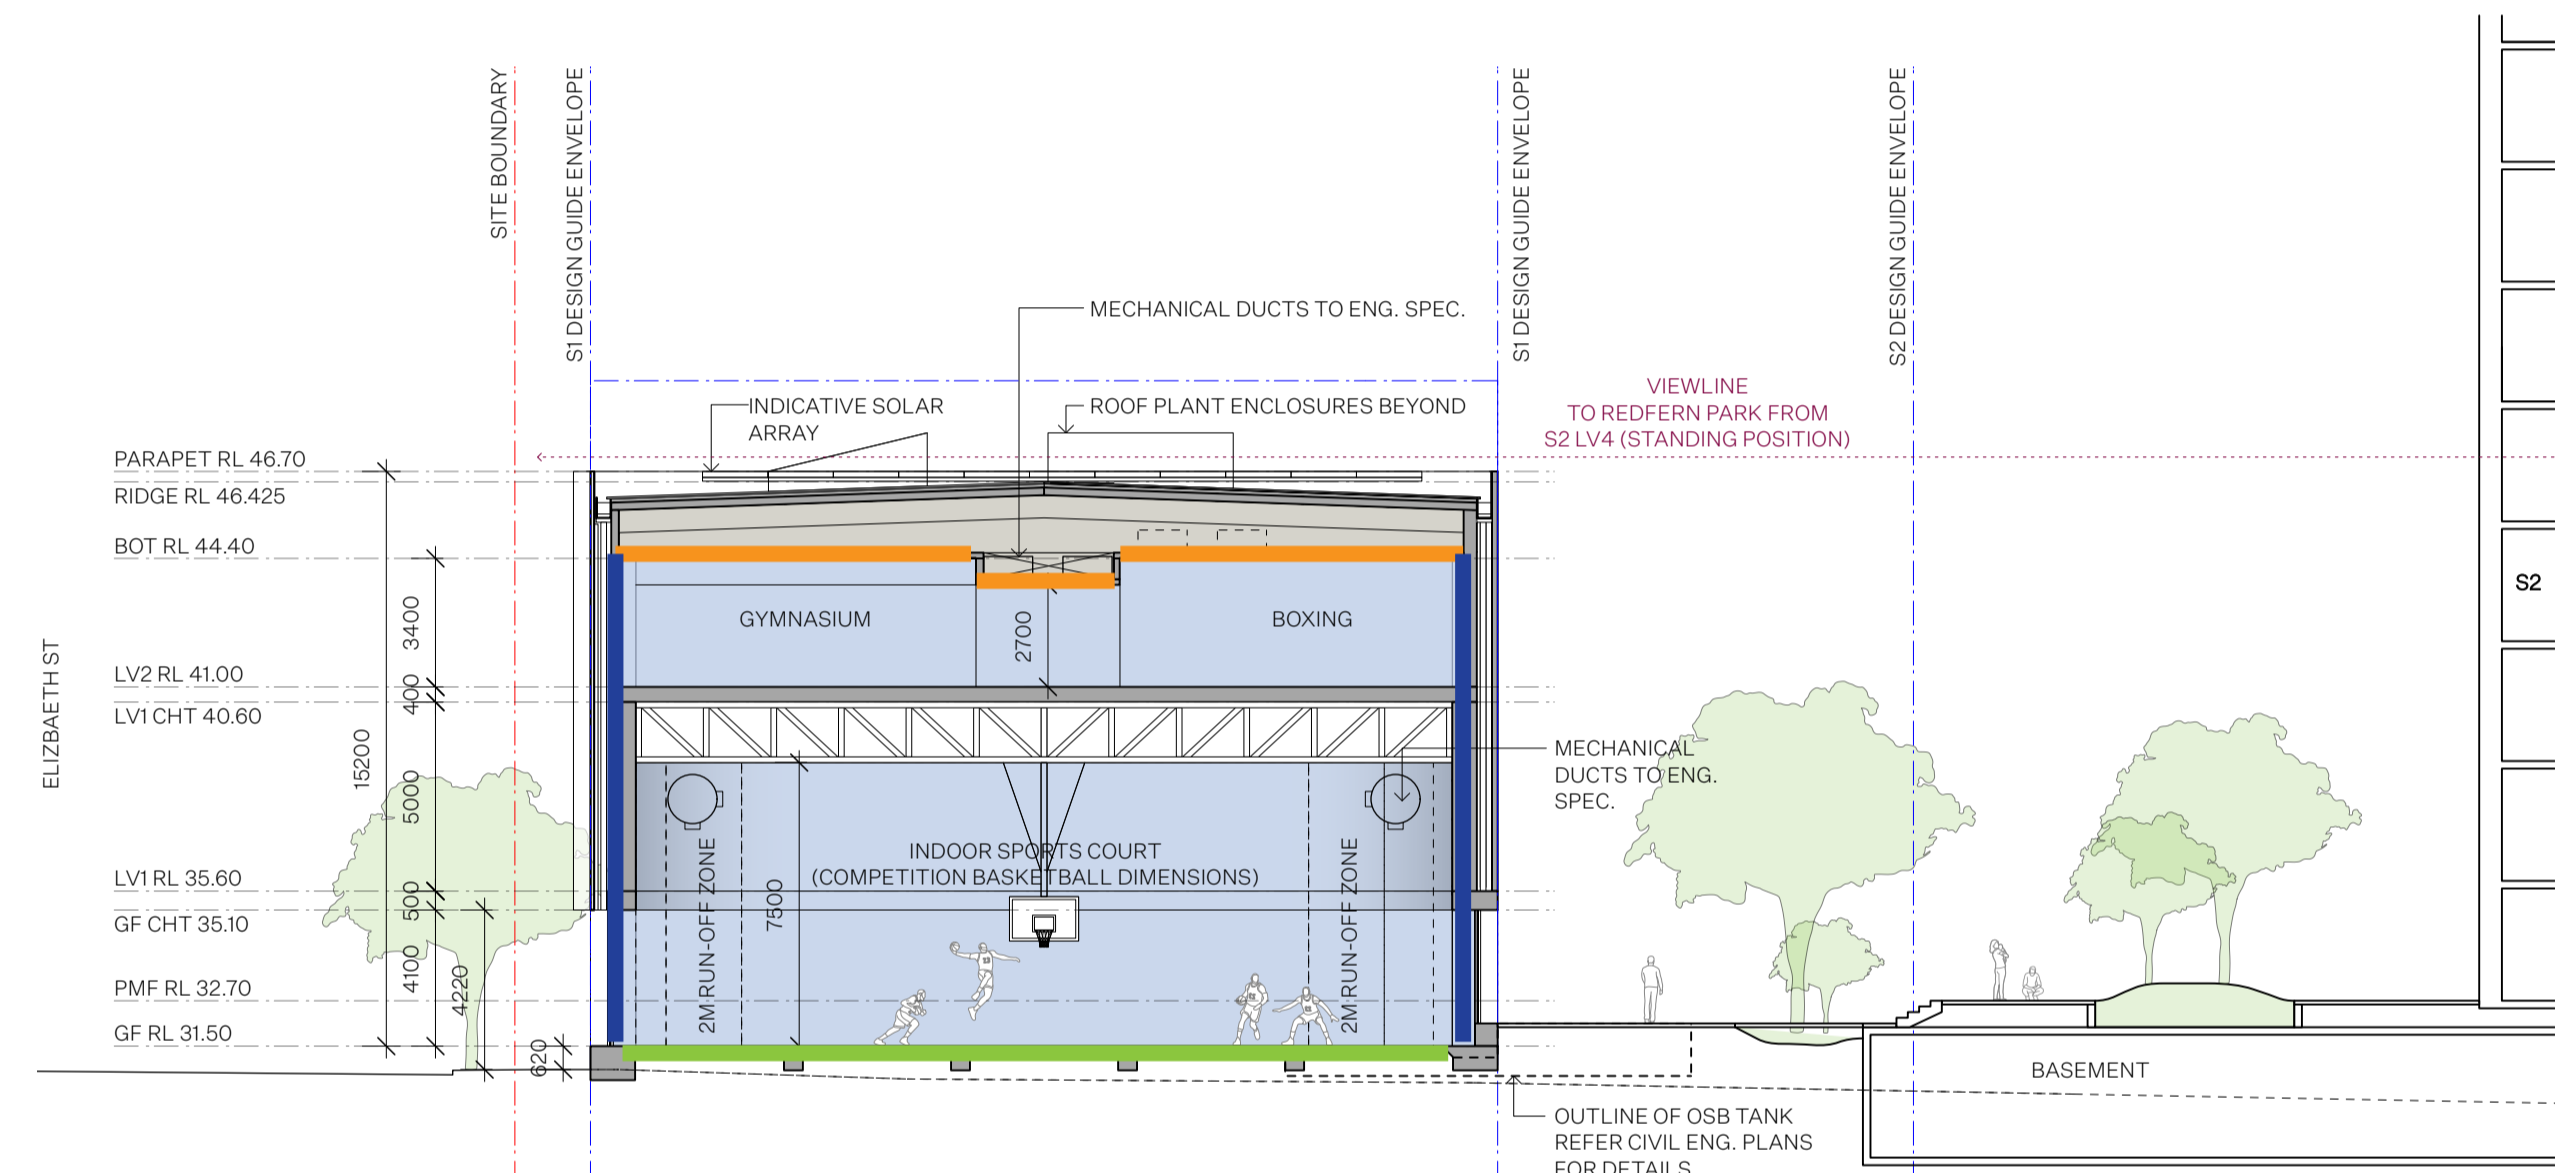 SITE BOUNDARY
S1 DESIGN GUIDE ENVELOPE
S1 DESIGN GUIDE ENVELOPE
S2 DESIGN GUIDE ENVELOPE
MECHANICAL DUCTS TO ENG. SPEC.
INDICATIVE SOLAR
ARRAY
ROOF PLANT ENCLOSURES BEYOND
VIEWLINE
TO REDFERN PARK FROM
S2 LV4 (STANDING POSITION)
PARAPET RL 46.70
RIDGE RL 46.425
BOT RL 44.40
LV2 RL 41.00
LV1 CHT 40.60
LV1 RL 35.60
GF CHT 35.10
PMF RL 32.70
GF RL 31.50
ELIZBAETH ST
15200
3400
400
5000
500
4100
4220
620
GYMNASIUM
2700
BOXING
S2
MECHANICAL
DUCTS TO ENG.
SPEC.
INDOOR SPORTS COURT
(COMPETITION BASKETBALL DIMENSIONS)
2M RUN-OFF ZONE
7500
2M RUN-OFF ZONE
BASEMENT
OUTLINE OF OSB TANK
REFER CIVIL ENG. PLANS
FOR DETAILS